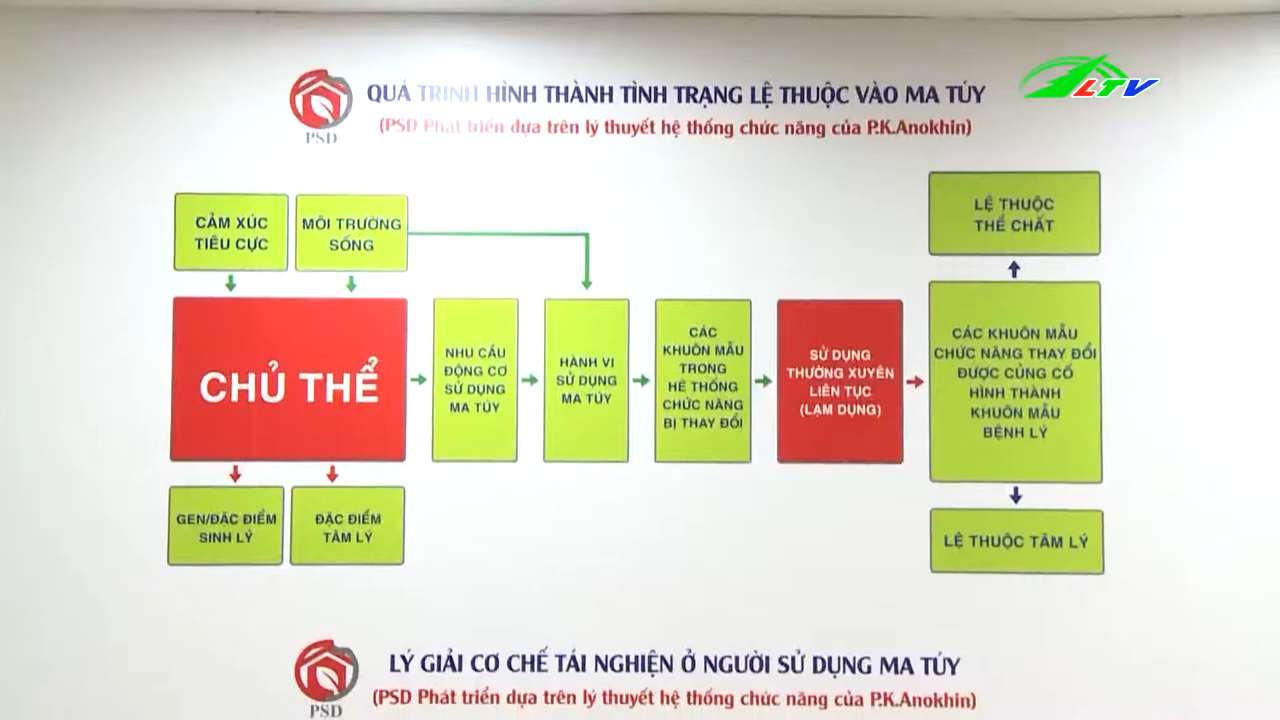 LTV
QUÁ TRÌNH HÌNH THÀNH TÌNH TRẠNG LỆ THUỘC VÀO MA TÚY
(PSD Phát triển dựa trên lý thuyết hệ thống chức năng của P.K.Anokhin)
PSD
CẢM XÚC
TIÊU CỰC
MÔI TRƯỜNG
SỐNG
LỆ THUỘC
THỂ CHẤT
CHỦ THỂ
NHU CẦU
ĐỘNG CƠ
SỬ DỤNG
MA TÚY
HÀNH VI
SỬ DỤNG
MA TÚY
CÁC
KHUÔN MẪU
TRONG
HỆ THỐNG
CHỨC NĂNG
BỊ THAY ĐỔI
SỬ DỤNG
THƯỜNG XUYÊN
LIÊN TỤC
(LẠM DỤNG)
CÁC KHUÔN MẪU
CHỨC NĂNG THAY ĐỔI
ĐƯỢC CỦNG CỐ
HÌNH THÀNH
KHUÔN MẪU
BỆNH LÝ
GEN/ĐẶC ĐIỂM
SINH LÝ
ĐẶC ĐIỂM
TÂM LÝ
LỆ THUỘC TÂM LÝ
LÝ GIẢI CƠ CHẾ TÁI NGHIỆN Ở NGƯỜI SỬ DỤNG MA TÚY
(PSD Phát triển dựa trên lý thuyết hệ thống chức năng của P.K.Anokhin)
PSD